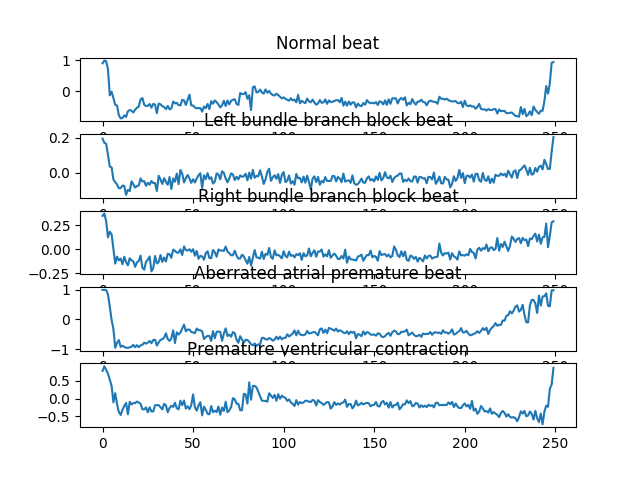 Normal beat
1
0
Left bundle branch block beat
0.2
0.0
Right bundle branch block beat
0.25
0.00
−0.25
Aberrated atrial premature beat
1
0
−1
Premature ventricular contraction
0.5
0.0
−0.5
0 50 100 150 200 250